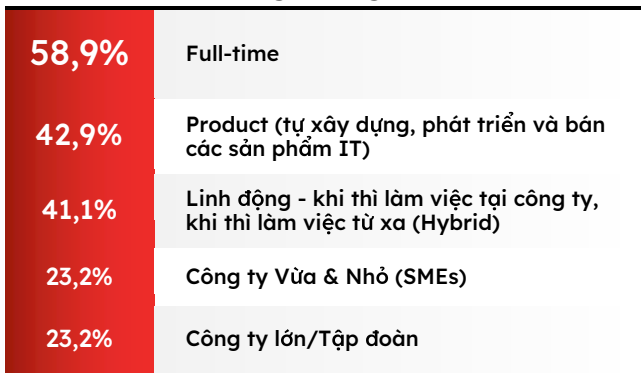 58,9%
Full-time
42,9%
Product (tự xây dựng, phát triển và bán
các sản phẩm IT)
41,1%
Linh động - khi thì làm việc tại công ty,
khi thì làm việc từ xa (Hybrid)
23,2%
Công ty Vừa & Nhỏ (SMEs)
23,2%
Công ty lớn/Tập đoàn